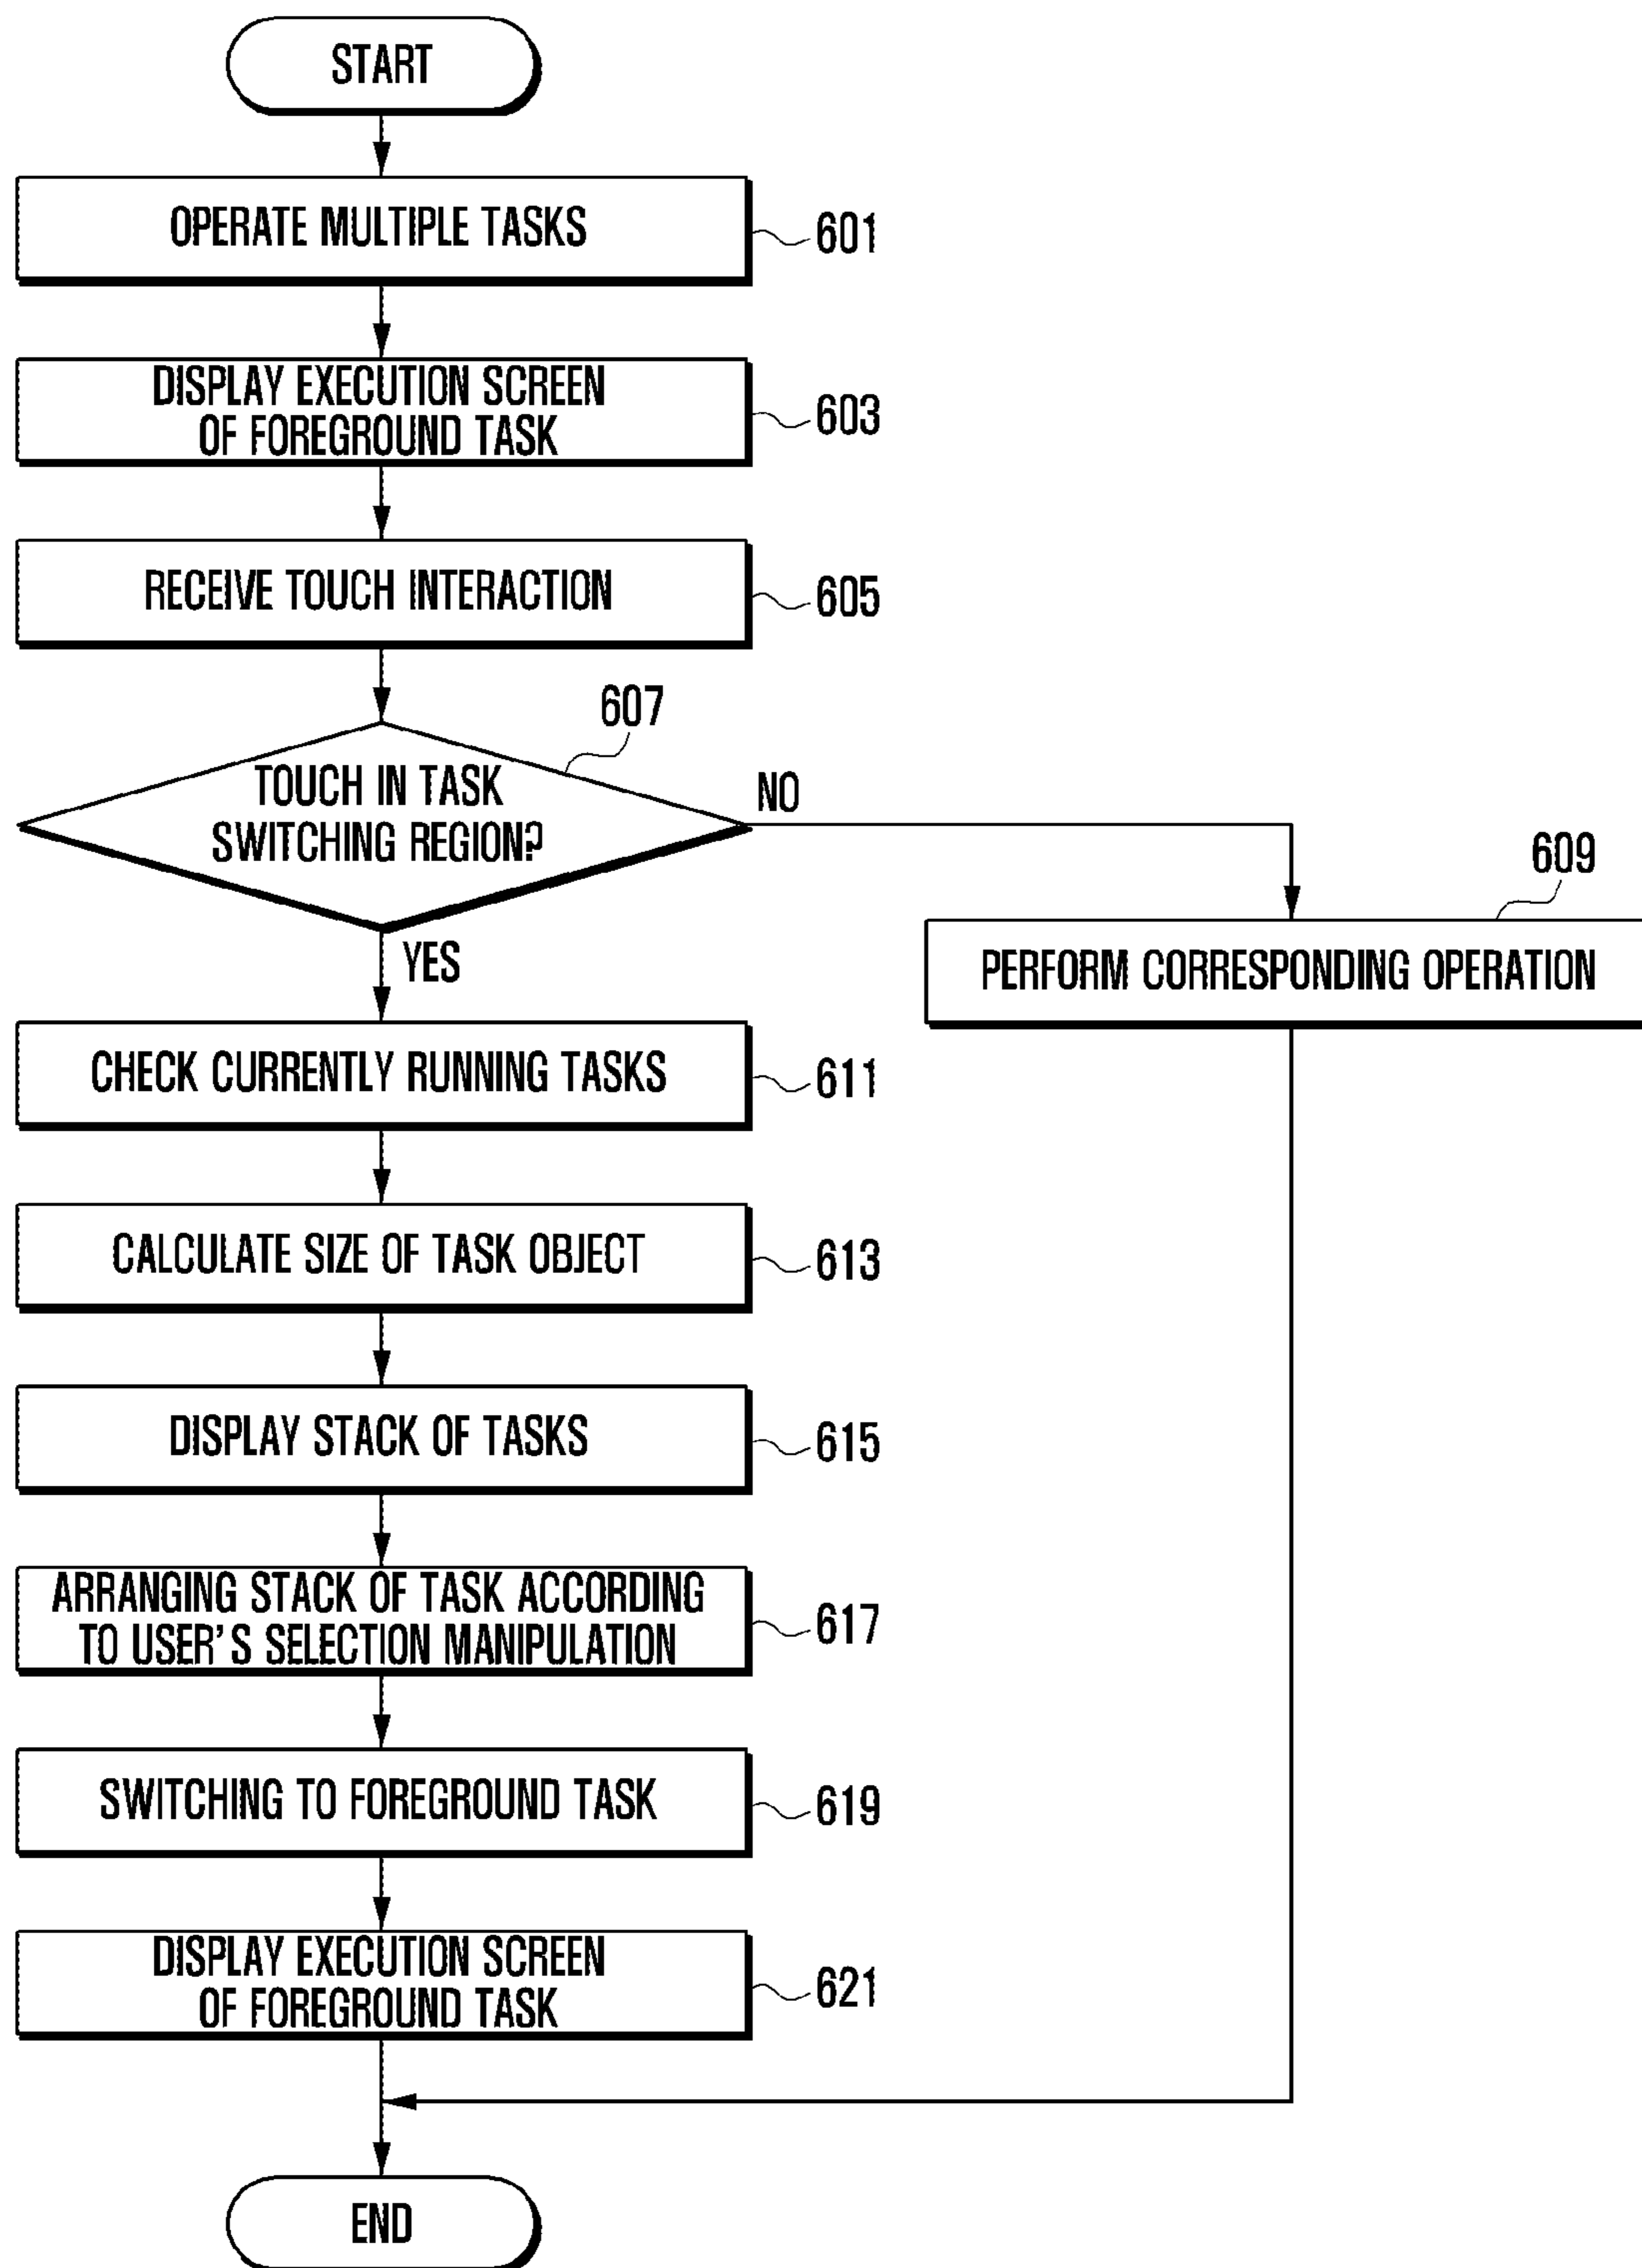 START
OPERATE MULTIPLE TASKS
601
DISPLAY EXECUTION SCREEN
OF FOREGROUND TASK
603
RECEIVE TOUCH INTERACTION
605
607
TOUCH IN TASK
SWITCHING REGION?
NO
YES
609
PERFORM CORRESPONDING OPERATION
CHECK CURRENTLY RUNNING TASKS
611
CALCULATE SIZE OF TASK OBJECT
613
DISPLAY STACK OF TASKS
615
ARRANGING STACK OF TASK ACCORDING
TO USER'S SELECTION MANIPULATION
617
SWITCHING TO FOREGROUND TASK
619
DISPLAY EXECUTION SCREEN
OF FOREGROUND TASK
621
END